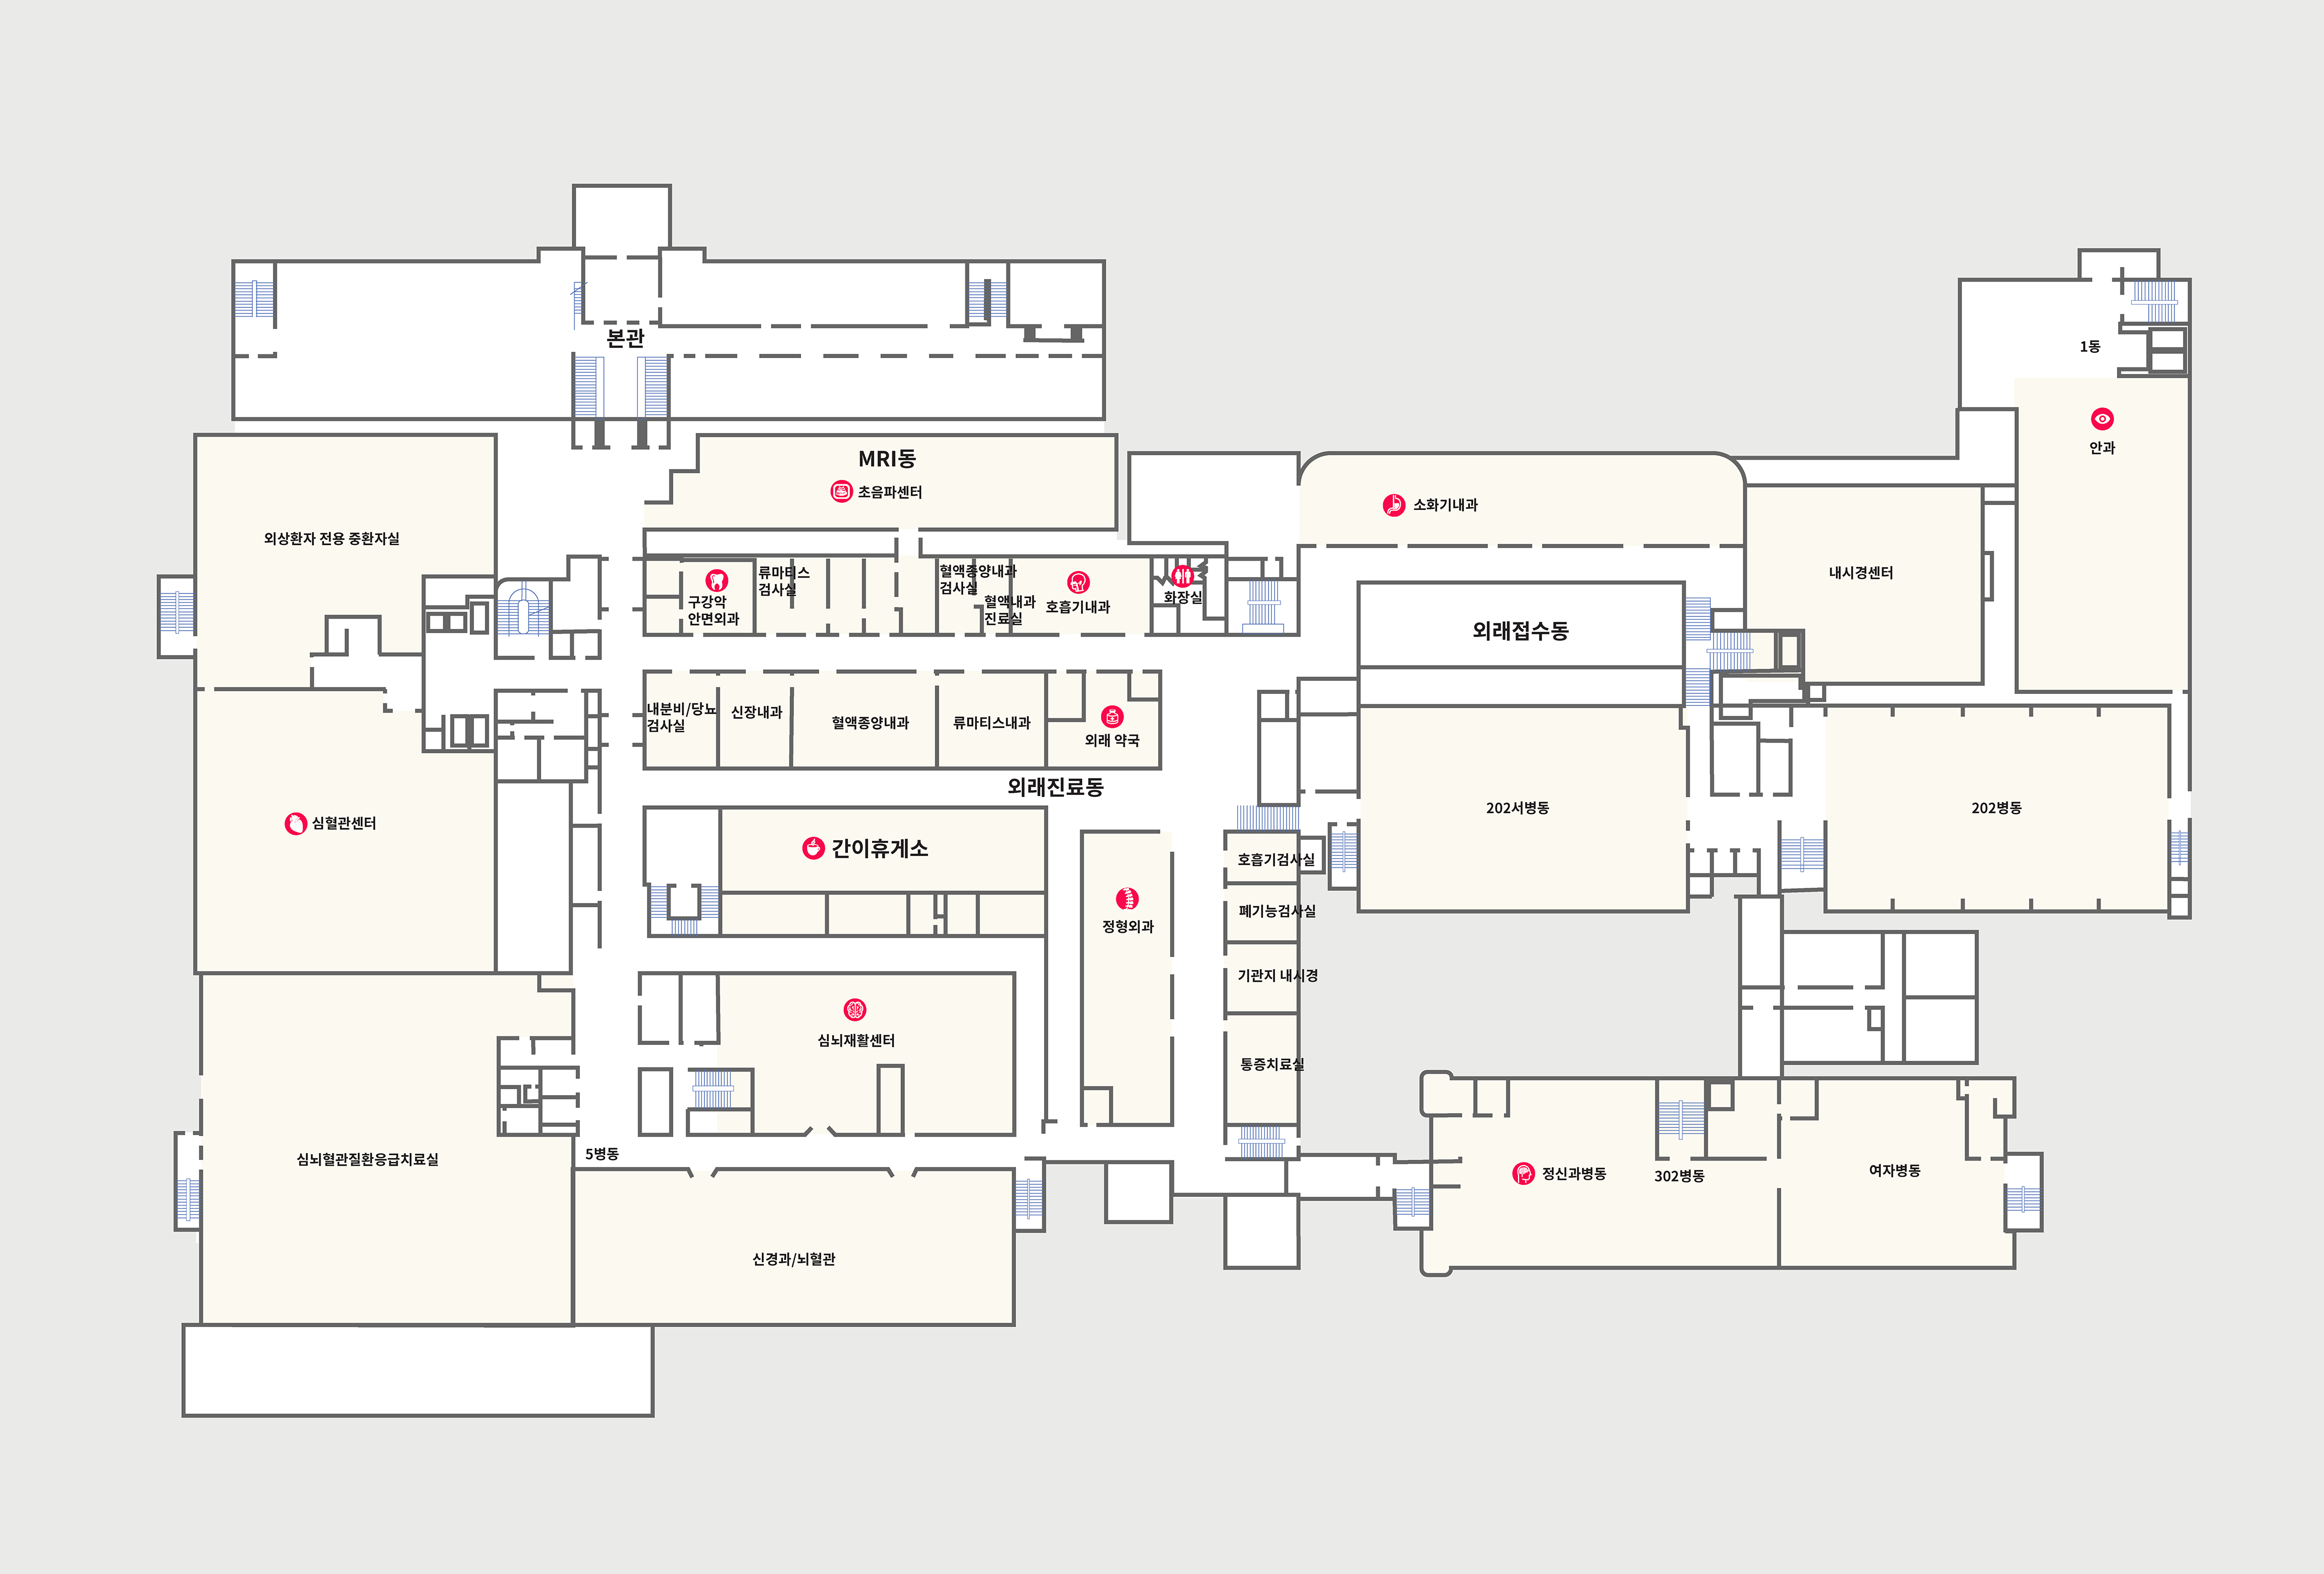 본관
1동
안과
MRI동
초음파센터
소화기내과
외상환자 전용 중환자실
내시경센터
구강악
안면외과
류마티스
검사실
혈액종양내과
검사실
혈액내과
진료실
호흡기내과
화장실
외래접수동
내분비/당뇨
검사실
신장내과
혈액종양내과
류마티스내과
외래 약국
외래진료동
202서병동
202병동
심혈관센터
간이휴게소
호흡기검사실
폐기능검사실
정형외과
기관지 내시경
심뇌재활센터
통증치료실
5병동
심뇌혈관질환응급치료실
정신과병동
302병동
여자병동
신경과/뇌혈관